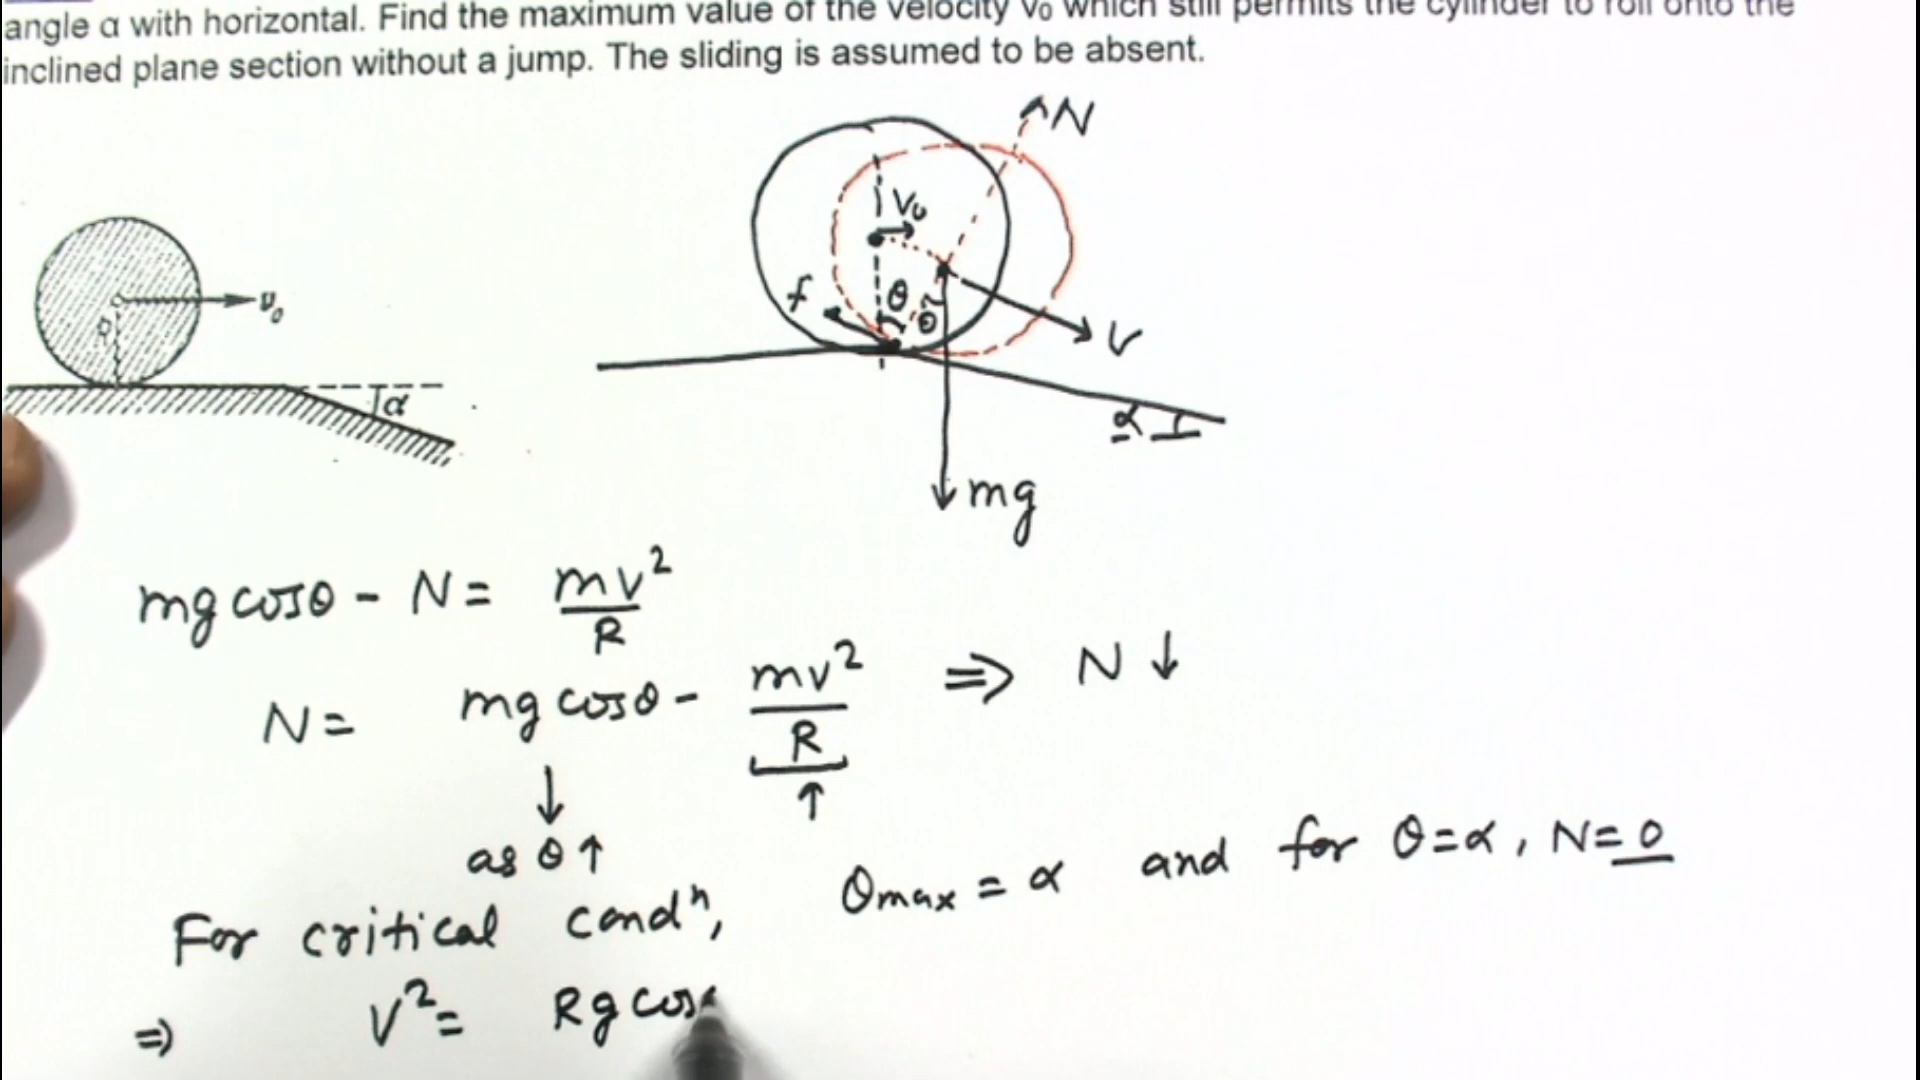 angle α with horizontal. Find the maximum value of the velocity v₀ which still permits the cylinder to roll onto the
inclined plane section without a jump. The sliding is assumed to be absent.
N
V₀
f
θ
θ
V
α
mg
R
v₀
α
mg cosθ - N = mv²/R
N = mg cosθ - mv²/R ⇒ N ↓
↓ ↑
as θ ↑
θmax = α and for θ=α, N=0
For critical condⁿ,
⇒ V² = Rg cos